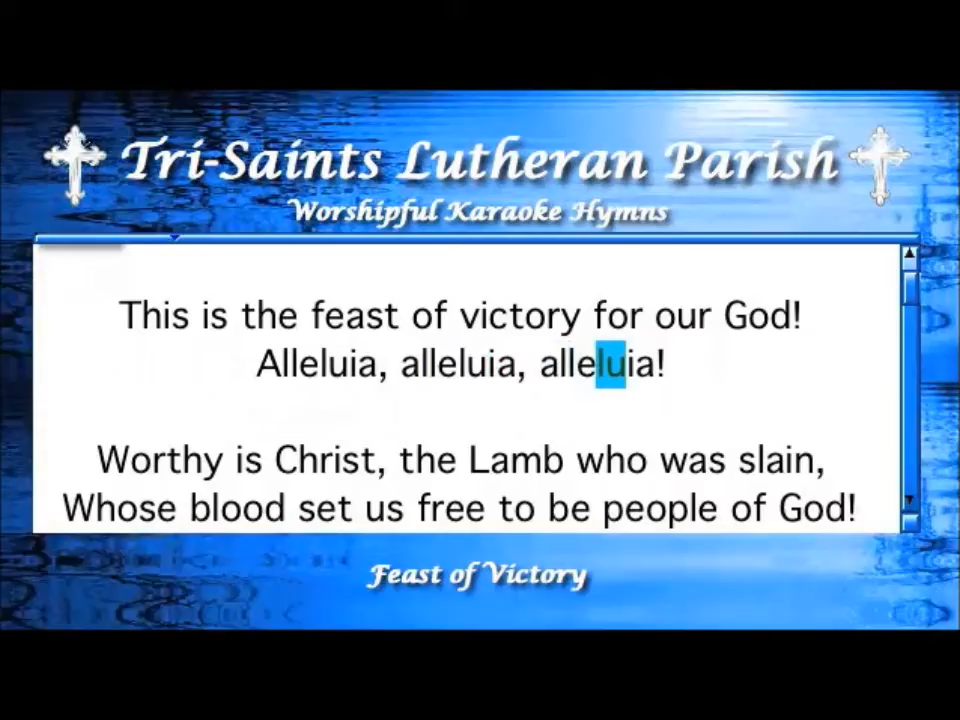 Tri-Saints Lutheran Parish
Worshipful Karaoke Hymns
This is the feast of victory for our God!
Alleluia, alleluia, alleluia!
Worthy is Christ, the Lamb who was slain,
Whose blood set us free to be people of God!
Feast of Victory